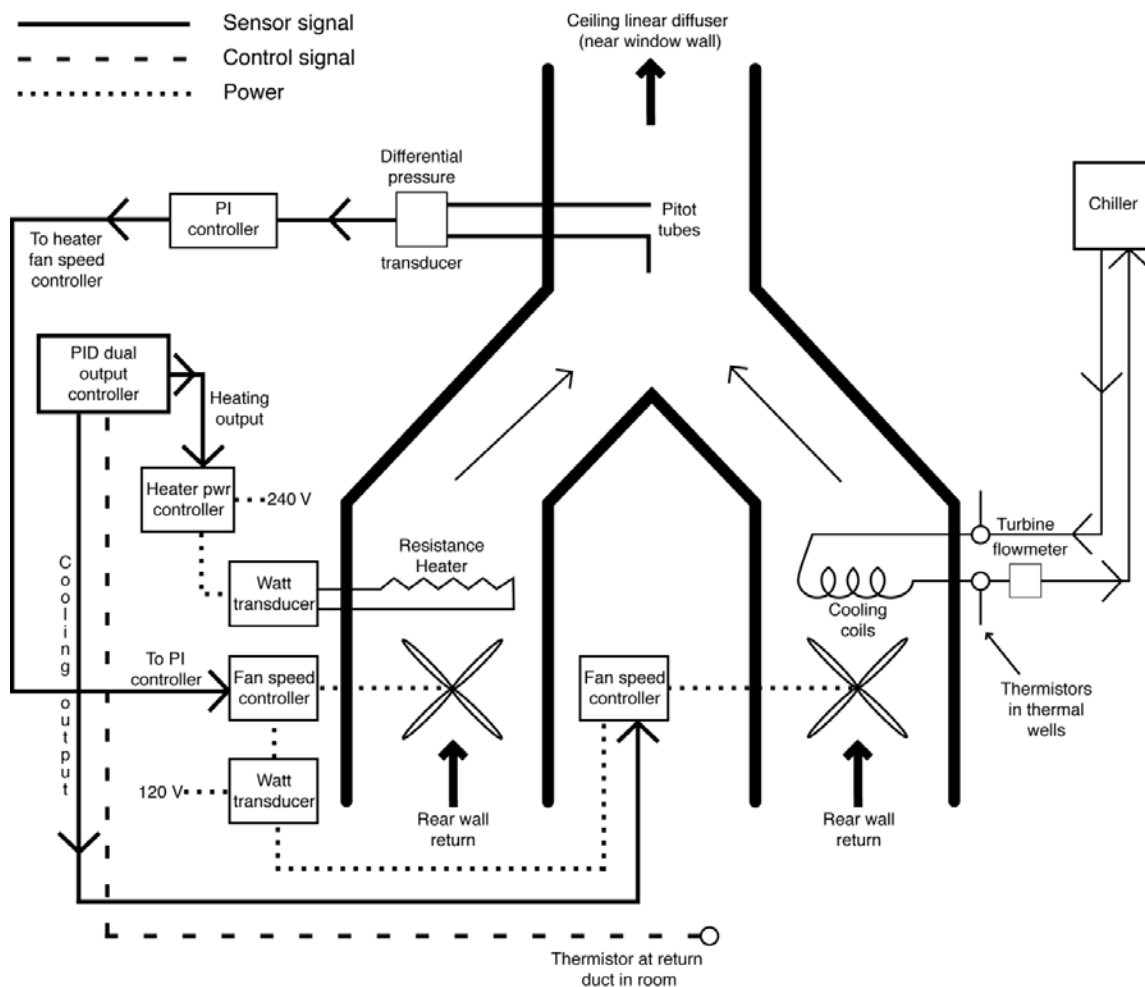 Sensor signal
Control signal
Power
Ceiling linear diffuser
(near window wall)
Differential
pressure
transducer
Pitot
tubes
PI
controller
To heater
fan speed
controller
Chiller
PID dual
output
controller
Heating
output
Heater pwr
controller
240 V
Resistance
Heater
Watt
transducer
Turbine
flowmeter
Cooling
coils
Cooling output
To PI
controller
Fan speed
controller
Fan speed
controller
Thermistors
in thermal
wells
120 V
Watt
transducer
Rear wall
return
Rear wall
return
Thermistor at return
duct in room